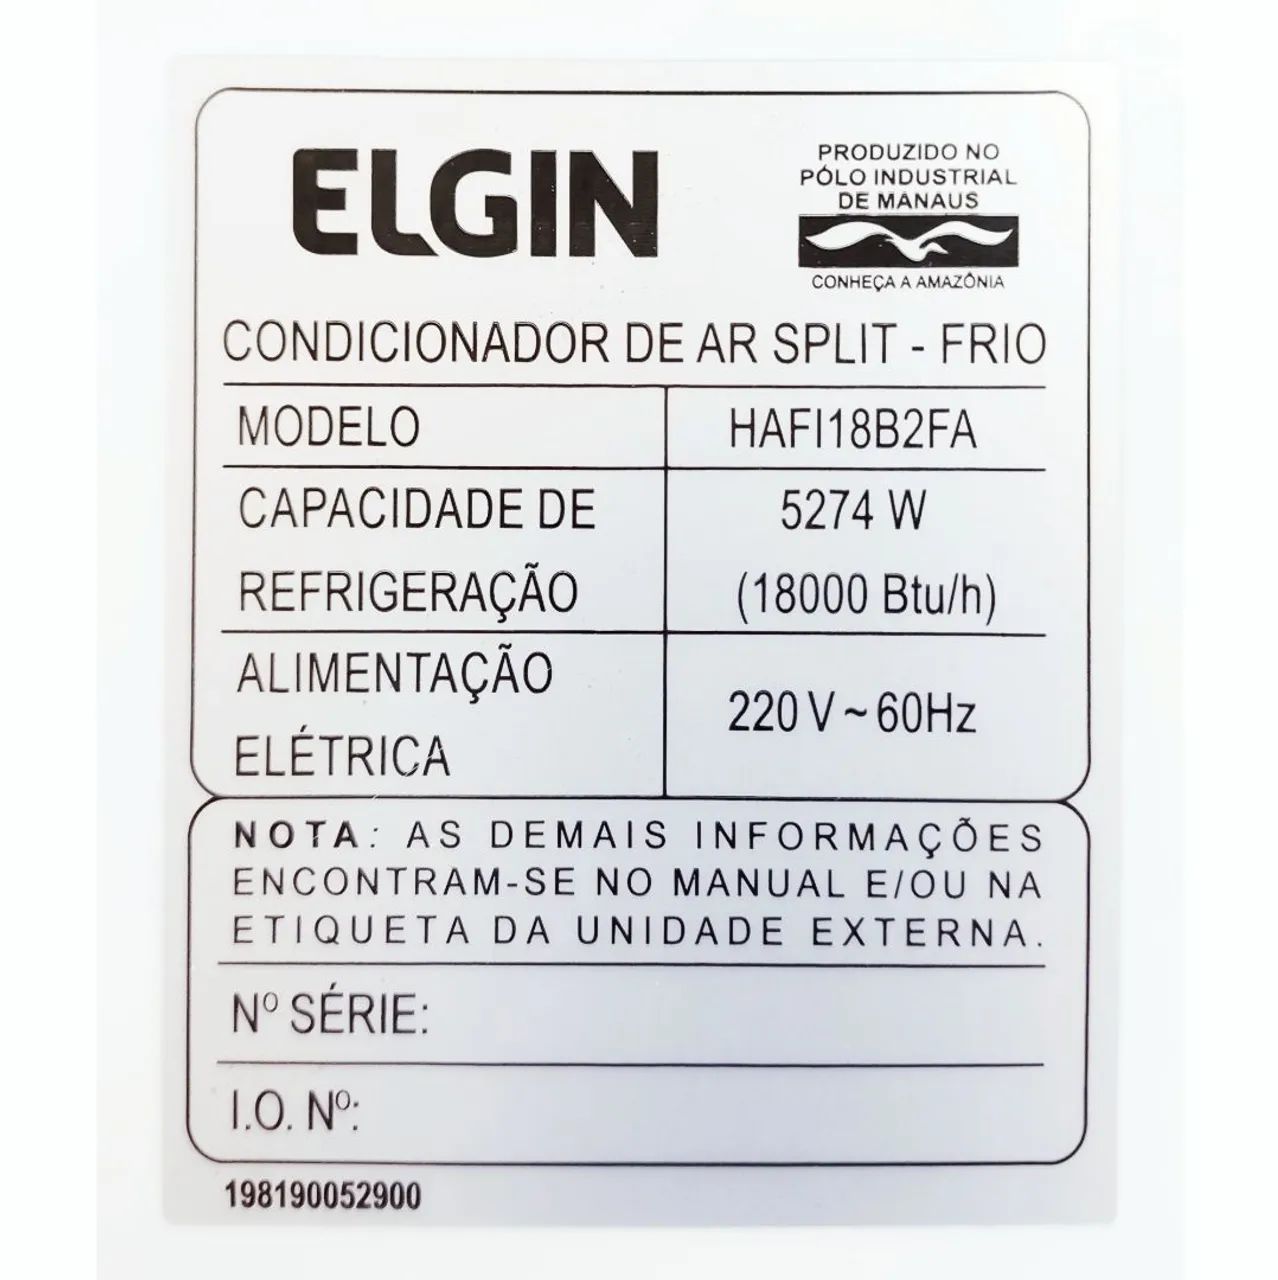 ELGIN
PRODUZIDO NO
PÓLO INDUSTRIAL
DE MANAUS
CONHEÇA A AMAZÔNIA
CONDICIONADOR DE AR SPLIT - FRIO
MODELO HAFI18B2FA
CAPACIDADE DE 5274 W
REFRIGERAÇÃO (18000 Btu/h)
ALIMENTAÇÃO
ELÉTRICA
220 V ~ 60Hz
NOTA: AS DEMAIS INFORMAÇÕES
ENCONTRAM-SE NO MANUAL E/OU NA
ETIQUETA DA UNIDADE EXTERNA.
Nº SÉRIE:
I.O. Nº:
198190052900